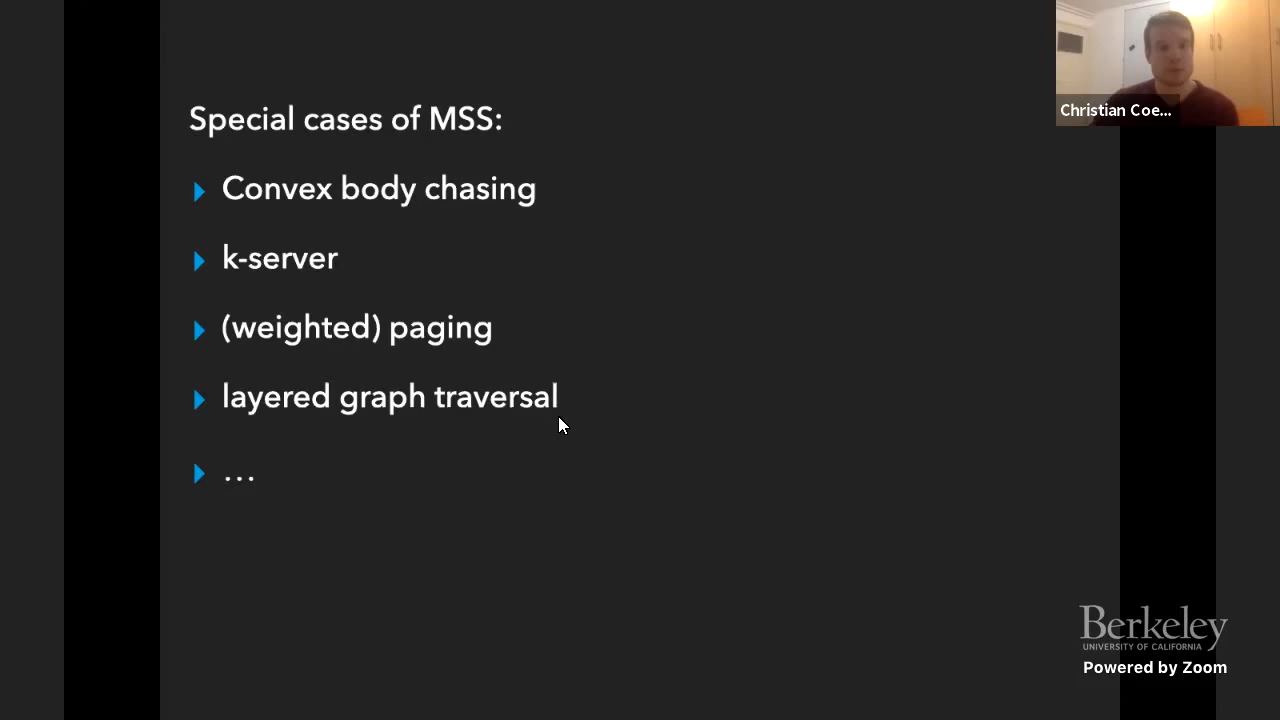 Special cases of MSS:
Convex body chasing
k-server
(weighted) paging
layered graph traversal
...
Christian Coe...
Berkeley
UNIVERSITY OF CALIFORNIA
Powered by Zoom